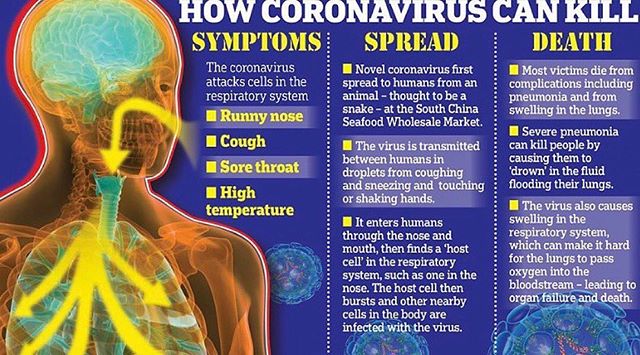 HOW CORONAVIRUS CAN KILL
SYMPTOMS
The coronavirus
attacks cells in the
respiratory system
■ Runny nose
■ Cough
■ Sore throat
■ High
temperature
SPREAD
■ Novel coronavirus first
spread to humans from an
animal – thought to be a
snake – at the South China
Seafood Wholesale Market.
■ The virus is transmitted
between humans in
droplets from coughing
and sneezing and touching
or shaking hands.
■ It enters humans
through the nose and
mouth, then finds a 'host
cell' in the respiratory
system, such as one in the
nose. The host cell then
bursts and other nearby
cells in the body are
infected with the virus.
DEATH
■ Most victims die from
complications including
pneumonia and from
swelling in the lungs.
■ Severe pneumonia
can kill people by
causing them to
'drown' in the fluid
flooding their lungs.
■ The virus also causes
swelling in the
respiratory system,
which can make it hard
for the lungs to pass
oxygen into the
bloodstream – leading to
organ failure and death.